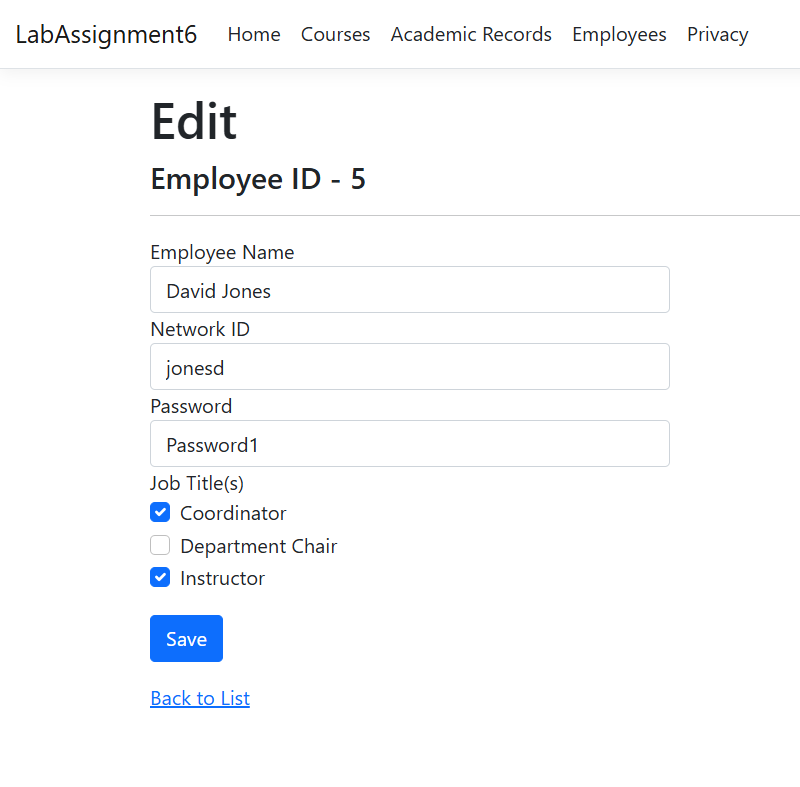 LabAssignment6 Home Courses Academic Records Employees Privacy
Edit
Employee ID - 5
Employee Name
David Jones
Network ID
jonesd
Password
Password1
Job Title(s)
Coordinator
Department Chair
Instructor
Save
Back to List